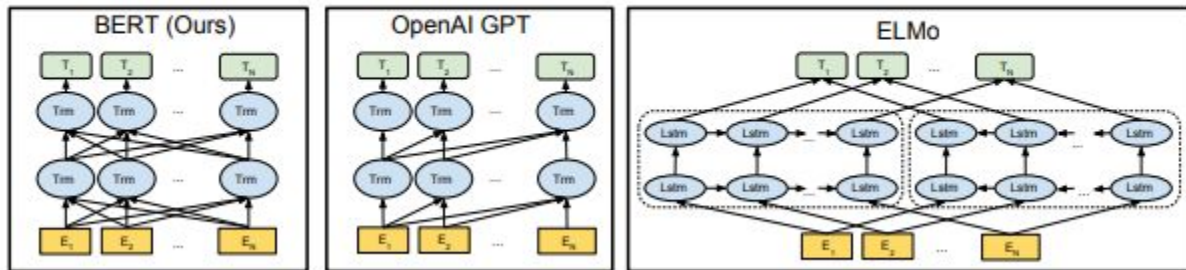 BERT (Ours)
T1 T2 ... TN
Trm Trm ... Trm
Trm Trm ... Trm
E1 E2 ... EN
OpenAI GPT
T1 T2 ... TN
Trm Trm ... Trm
Trm Trm ... Trm
E1 E2 ... EN
ELMo
T1 T2 ... TN
Lstm Lstm ... Lstm Lstm Lstm ... Lstm
Lstm Lstm ... Lstm Lstm Lstm ... Lstm
E1 E2 ... EN